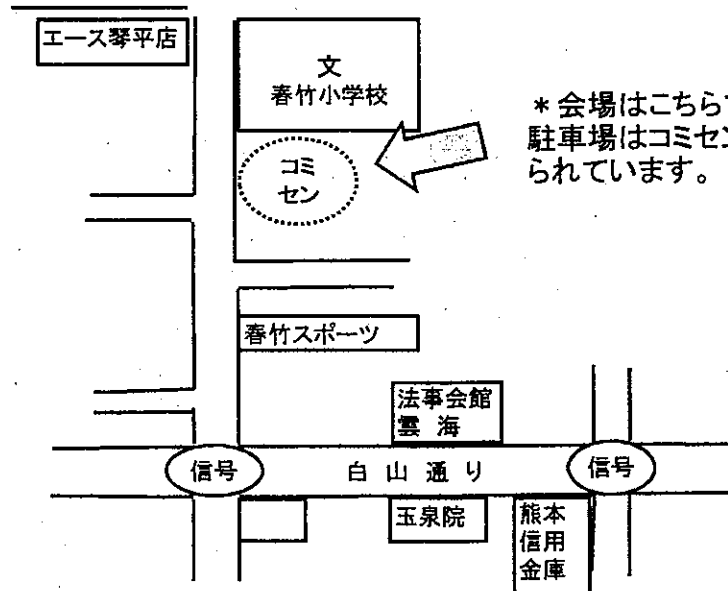 エース琴平店
文
春竹小学校
*会場はこちらで
駐車場はコミセン
られています。
コミ
セン
春竹スポーツ
法事会館
雲 海
信号
白 山 通 り
信号
玉泉院
熊本
信用
金庫